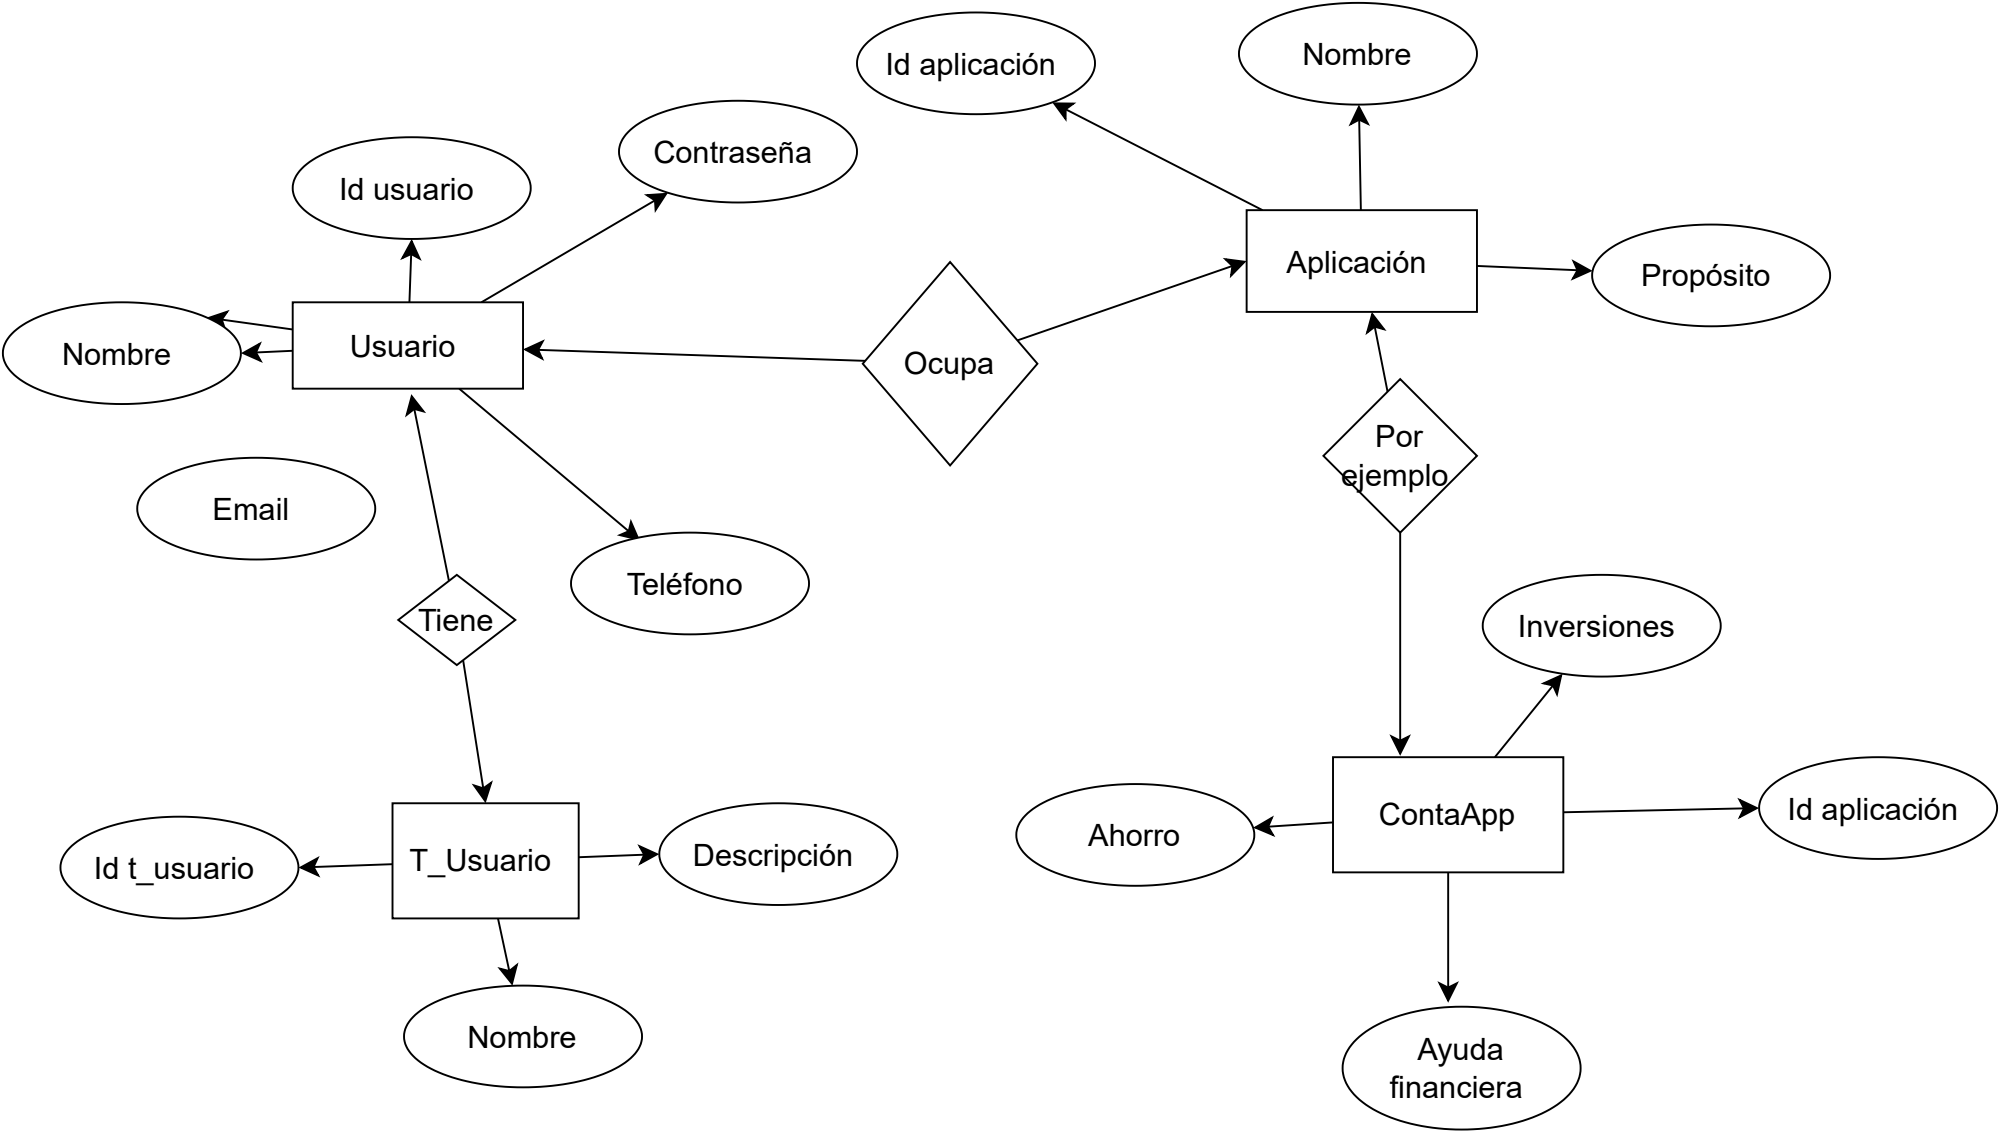 Id aplicación
Nombre
Contraseña
Id usuario
Aplicación
Propósito
Nombre
Usuario
Ocupa
Por
ejemplo
Email
Teléfono
Tiene
Inversiones
ContaApp
Id aplicación
Ahorro
T_Usuario
Descripción
Id t_usuario
Nombre
Ayuda
financiera